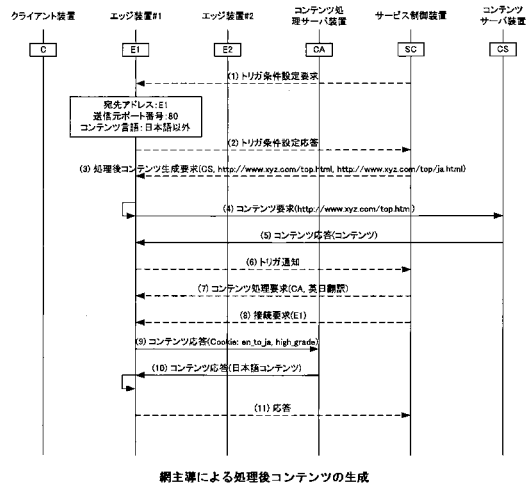 クライアント装置
エッジ装置#1
エッジ装置#2
コンテンツ処
理サーバ装置
サービス制御装置
コンテンツ
サーバ装置
C
E1
E2
CA
SC
CS
(1) トリガ条件設定要求
宛先アドレス:E1
送信元ポート番号:80
コンテンツ言語:日本語以外
(2) トリガ条件設定応答
(3) 処理後コンテンツ生成要求(CS, http://www.xyz.com/top.html, http://www.xyz.com/top/ja.html)
(4) コンテンツ要求(http://www.xyz.com/top.html)
(5) コンテンツ応答(コンテンツ)
(6) トリガ通知
(7) コンテンツ処理要求(CA, 英日翻訳)
(8) 接続要求(E1)
(9) コンテンツ応答(Cookie: en_to_ja, high_grade)
(10) コンテンツ応答(日本語コンテンツ)
(11) 応答
網主導による処理後コンテンツの生成